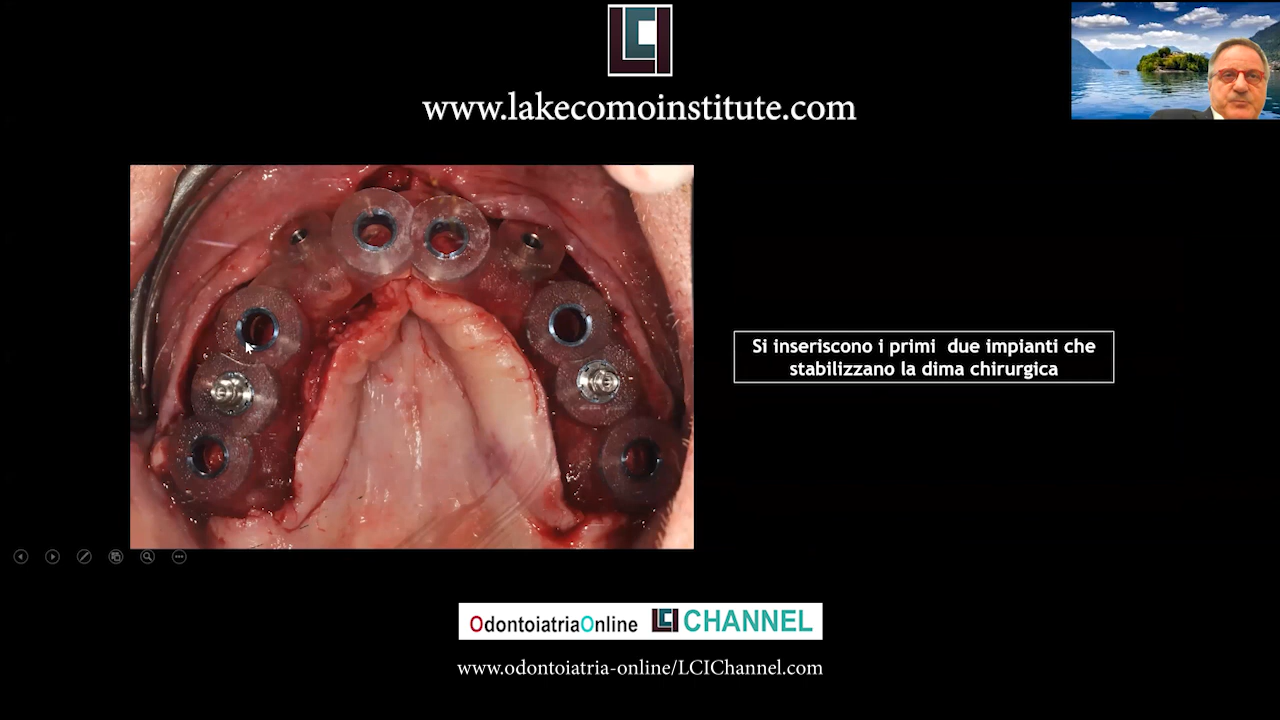 LCI
www.lakecomoinstitute.com
Si inseriscono i primi due impianti che
stabilizzano la dima chirurgica
OdontoiatriaOnline LCI CHANNEL
www.odontoiatria-online/LCIChannel.com